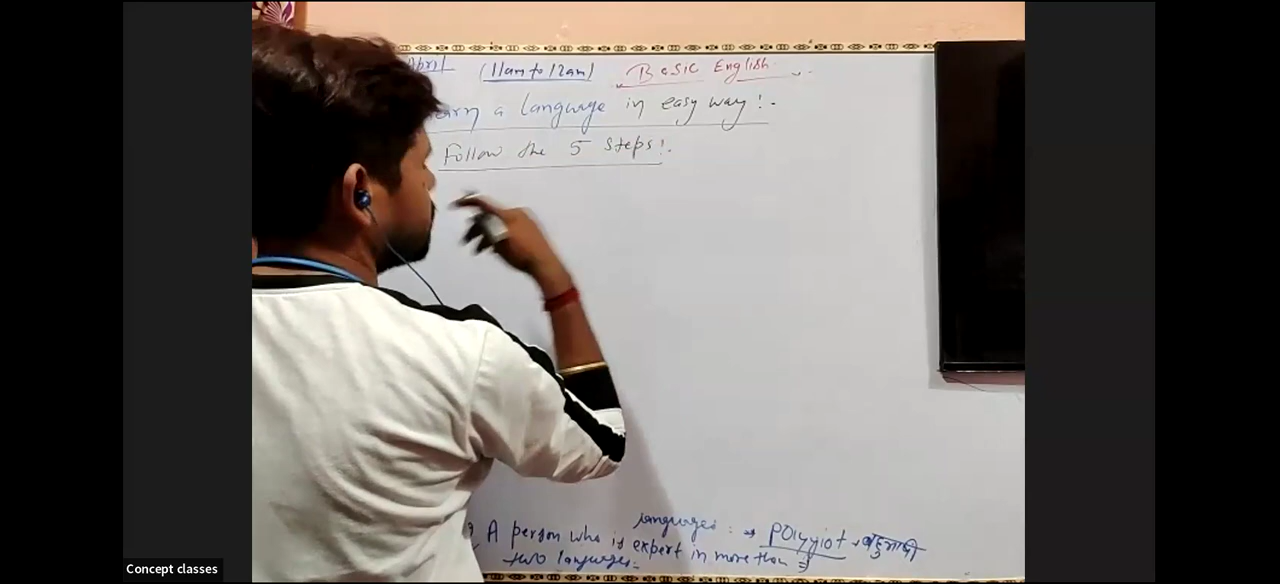 April (11am to 12am) Basic English
a language in easy way!.
Follow the 5 steps!.
languages : →
A person who is expert in more than polyglot → बहुभाषी
two languages :-
Concept classes